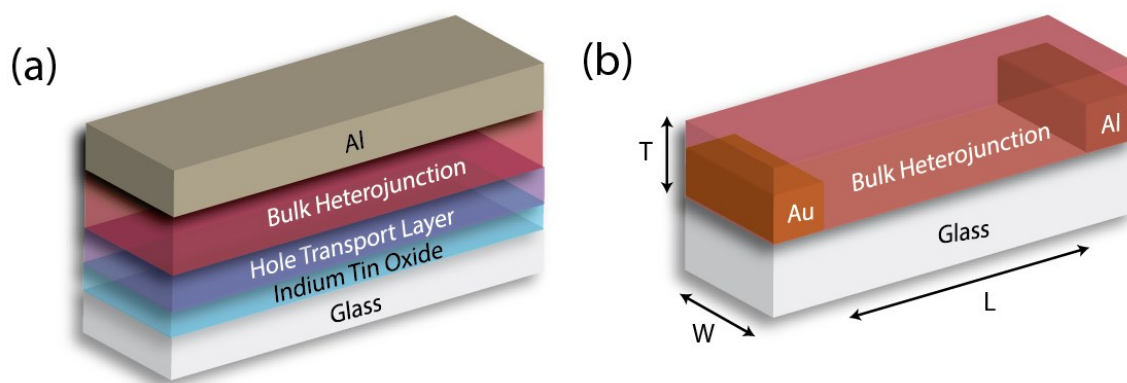 (a)
Al
Bulk Heterojunction
Hole Transport Layer
Indium Tin Oxide
Glass
(b)
T
Al
Bulk Heterojunction
Au
Glass
L
W